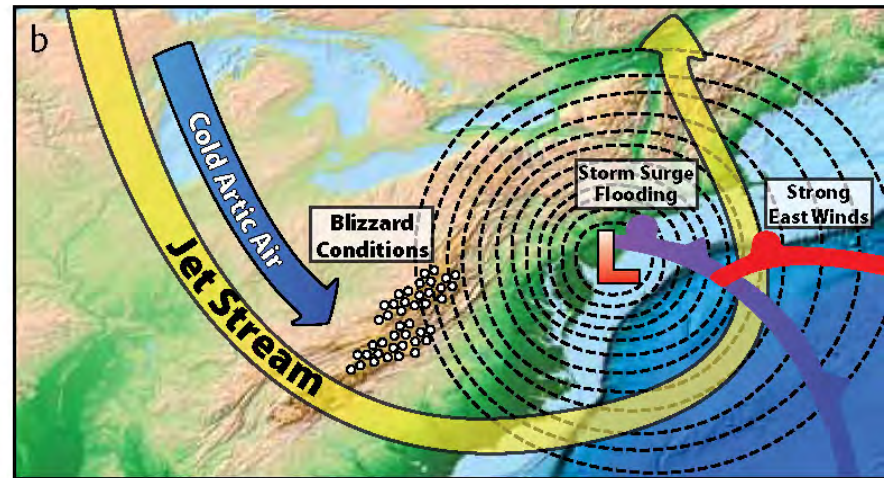 b
Cold Artic Air
Jet Stream
Blizzard
Conditions
Storm Surge
Flooding
Strong
East Winds
L